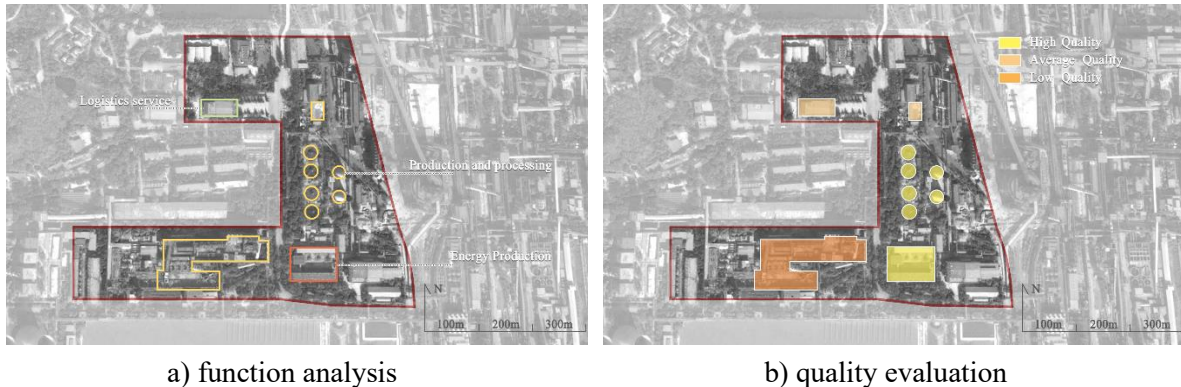 Logistics service
Production and processing
Energy Production
N
100m 200m 300m
High Quality
Average Quality
Low Quality
N
100m 200m 300m
a) function analysis
b) quality evaluation